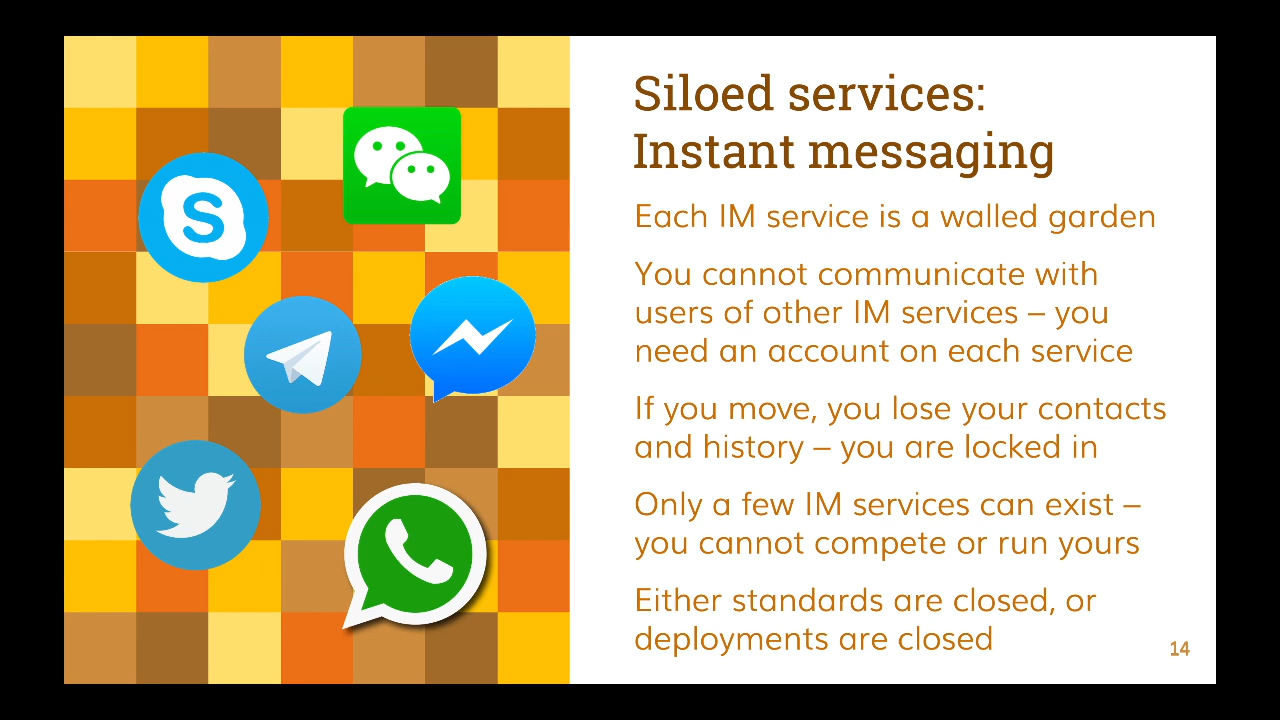 Siloed services:
Instant messaging
Each IM service is a walled garden
You cannot communicate with
users of other IM services – you
need an account on each service
If you move, you lose your contacts
and history – you are locked in
Only a few IM services can exist –
you cannot compete or run yours
Either standards are closed, or
deployments are closed
14
S